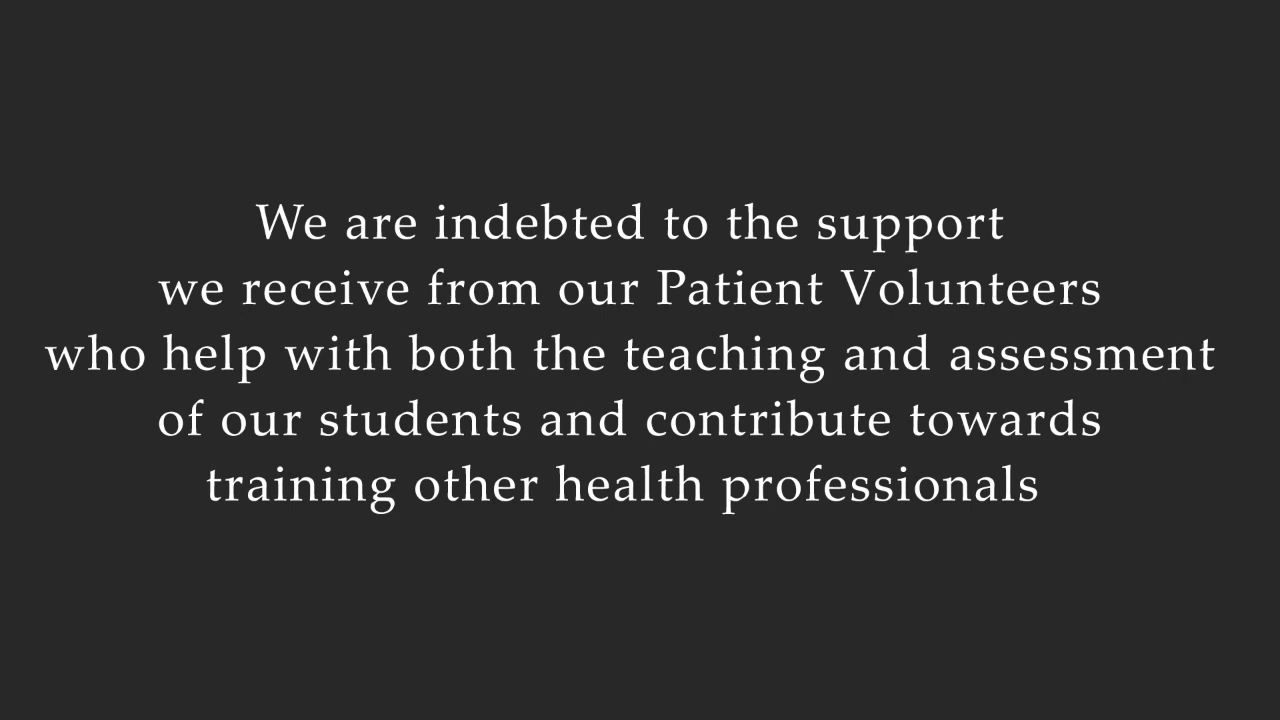 We are indebted to the support
we receive from our Patient Volunteers
who help with both the teaching and assessment
of our students and contribute towards
training other health professionals